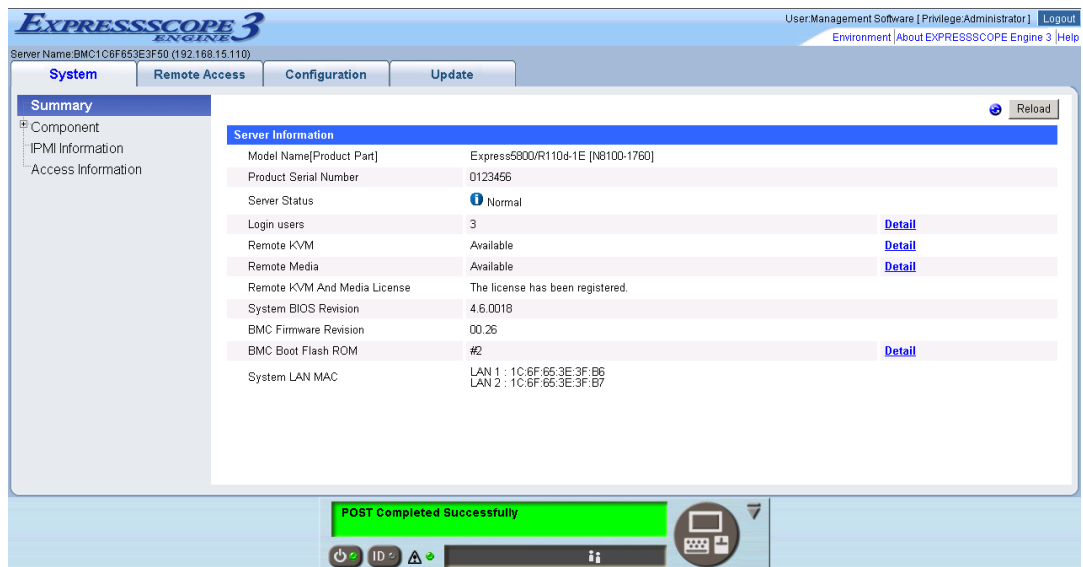 EXPRESSSCOPE 3
ENGINE
User:Management Software [ Privilege:Administrator ] Logout
Environment | About EXPRESSSCOPE Engine 3 | Help
Server Name:BMC1C6F653E3F50 (192.168.15.110)
System Remote Access Configuration Update
Summary
Component
IPMI Information
Access Information
Reload
Server Information
Model Name[Product Part] Express5800/R110d-1E [N8100-1760]
Product Serial Number 0123456
Server Status Normal
Login users 3 Detail
Remote KVM Available Detail
Remote Media Available Detail
Remote KVM And Media License The license has been registered.
System BIOS Revision 4.6.0018
BMC Firmware Revision 00.26
BMC Boot Flash ROM #2 Detail
System LAN MAC LAN 1 : 1C:6F:65:3E:3F:B6
LAN 2 : 1C:6F:65:3E:3F:B7
POST Completed Successfully
ID